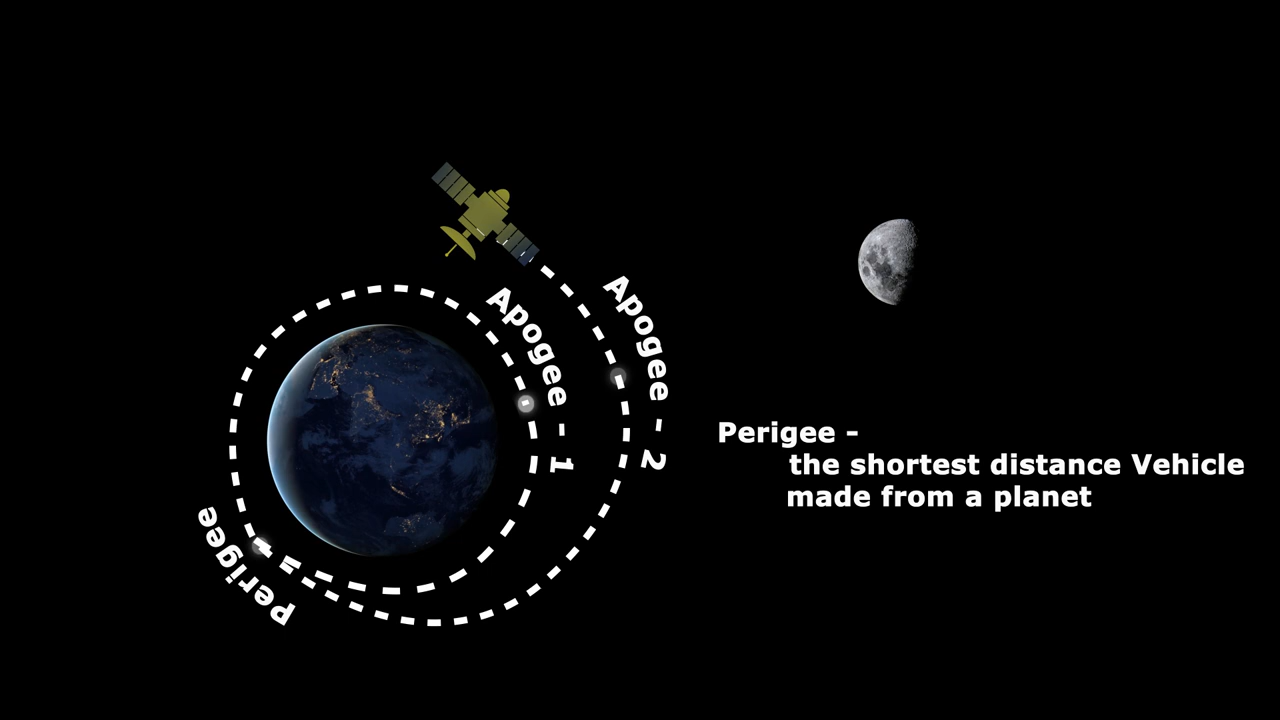 Apogee - 1
Apogee - 2
Perigee
Perigee -
the shortest distance Vehicle
made from a planet